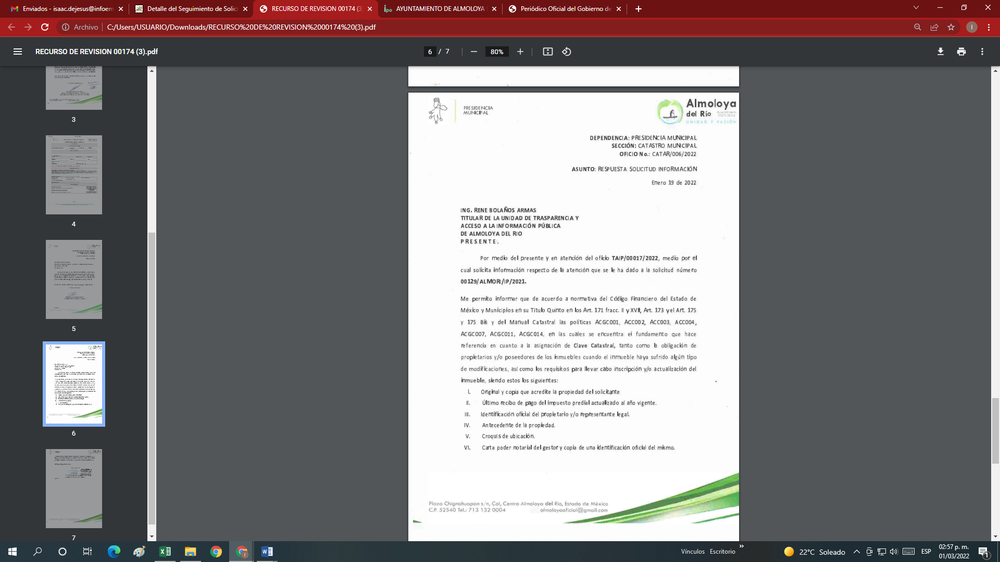 Enviados - isaac.dejesus@infoem
Detalle del Seguimiento de Solici
RECURSO DE REVISION 00174 (3)
AYUNTAMIENTO DE ALMOLOYA
Periódico Oficial del Gobierno de
Archivo
C:/Users/USUARIO/Downloads/RECURSO%20DE%20REVISION%2000174%20(3).pdf
RECURSO DE REVISION 00174 (3).pdf
6 / 7
80%
3
4
5
6
7
PRESIDENCIA
MUNICIPAL
Almoloya
del Río
UNIDAD Y PASIÓN
DEPENDENCIA: PRESIDENCIA MUNICIPAL
SECCIÓN: CATASTRO MUNICIPAL
OFICIO No.: CATAR/006/2022
ASUNTO: RESPUESTA SOLICITUD INFORMACIÓN
Enero 19 de 2022
ING. RENE BOLAÑOS ARMAS
TITULAR DE LA UNIDAD DE TRASPARENCIA Y
ACCESO A LA INFORMACIÓN PÚBLICA
DE ALMOLOYA DEL RIO
P R E S E N T E .
Por medio del presente y en atención del oficio TAIP/00017/2022, medio por el
cual solicita información respecto de la atención que se le ha dado a la solicitud número
00129/ALMORI/IP/2021.
Me permito informar que de acuerdo a normativa del Código Financiero del Estado de
México y Municipios en su Título Quinto en los Art. 171 fracc. II y XVII, Art. 173 y el Art. 175
y 175 Bis y del Manual Catastral las políticas ACGC001, ACC002, ACC003, ACC004,
ACGC007, ACGC011, ACGC014, en las cuales se encuentra el fundamento que hace
referencia en cuanto a la asignación de Clave Catastral, tanto como la obligación de
propietarios y/o poseedores de los inmuebles cuando el inmueble haya sufrido algún tipo
de modificaciones, así como los requisitos para llevar cabo inscripción y/o actualización del
inmueble, siendo estos los siguientes:
I. Original y copia que acredite la propiedad del solicitante
II. Último recibo de pago del impuesto predial actualizado al año vigente.
III. Identificación oficial del propietario y/o representante legal.
IV. Antecedente de la propiedad.
V. Croquis de ubicación.
VI. Carta poder notarial del gestor y copia de una identificación oficial del mismo.
Plaza Chignahuapan s/n, Col, Centro Almoloya del Río, Estado de México
C.P. 52540 Tel.: 713 132 0004 almoloyaoficial@gmail.com
Vínculos
Escritorio
22°C Soleado
ESP
02:57 p. m.
01/03/2022